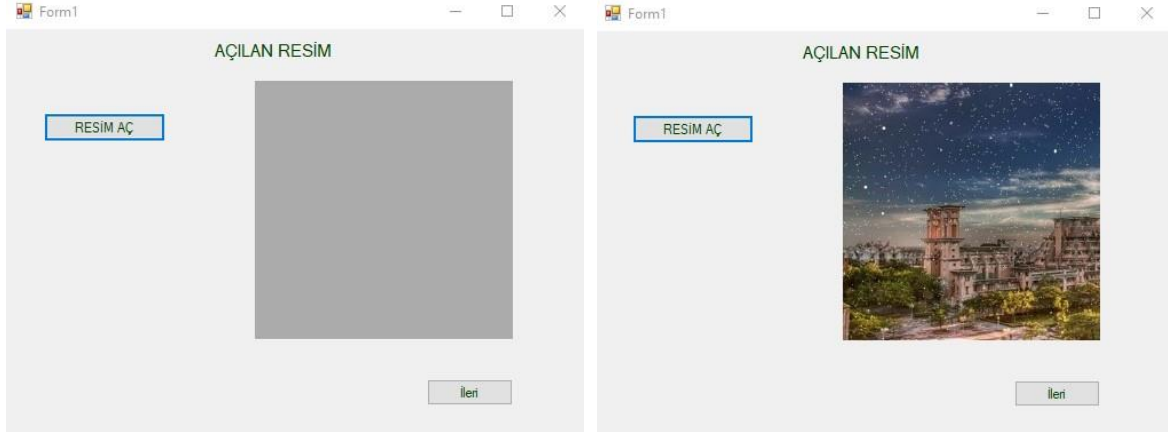 Form1
AÇILAN RESİM
RESİM AÇ
İleri
Form1
AÇILAN RESİM
RESİM AÇ
İleri